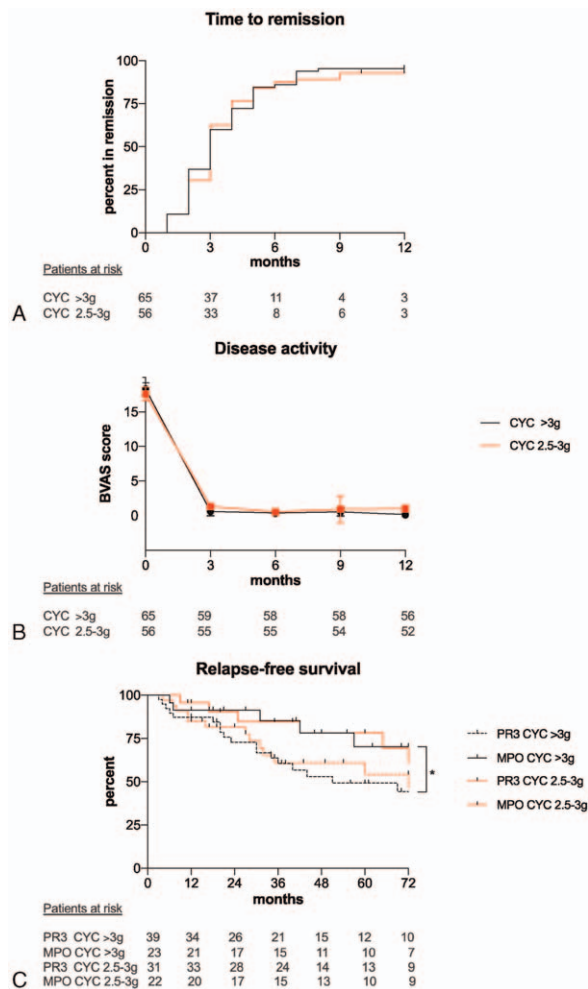 Time to remission
percent in remission
100
75
50
25
0
0 3 6 9 12
months
Patients at risk
CYC >3g 65 37 11 4 3
CYC 2.5-3g 56 33 8 6 3
A
Disease activity
BVAS score
15
10
5
0
0 3 6 9 12
months
CYC >3g
CYC 2.5-3g
Patients at risk
CYC >3g 65 59 58 58 56
CYC 2.5-3g 56 55 55 54 52
B
Relapse-free survival
percent
100
75
50
25
0
0 12 24 36 48 60 72
months
*
PR3 CYC >3g
MPO CYC >3g
PR3 CYC 2.5-3g
MPO CYC 2.5-3g
Patients at risk
PR3 CYC >3g 39 34 26 21 15 12 10
MPO CYC >3g 23 21 17 15 11 10 7
PR3 CYC 2.5-3g 31 33 28 24 14 13 9
MPO CYC 2.5-3g 22 20 17 15 13 10 9
C